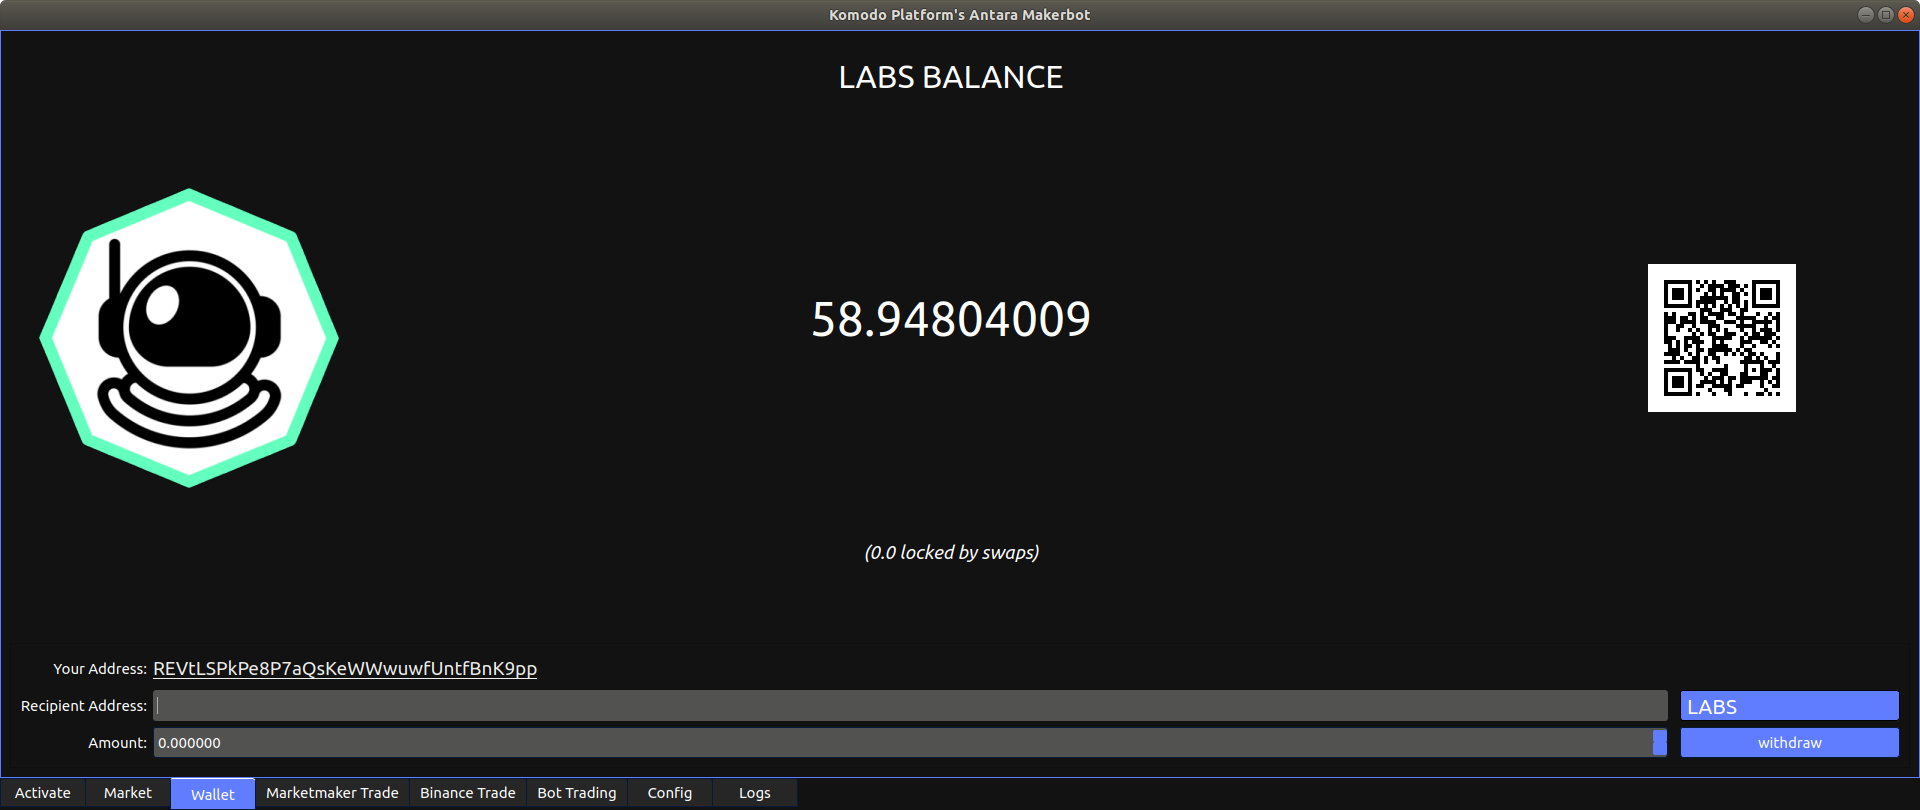 Komodo Platform's Antara Makerbot
LABS BALANCE
58.94804009
(0.0 locked by swaps)
Your Address: REVtLSPkPe8P7aQsKeWWwuwfUntfBnK9pp
Recipient Address:
LABS
Amount: 0.000000
withdraw
Activate Market Wallet Marketmaker Trade Binance Trade Bot Trading Config Logs